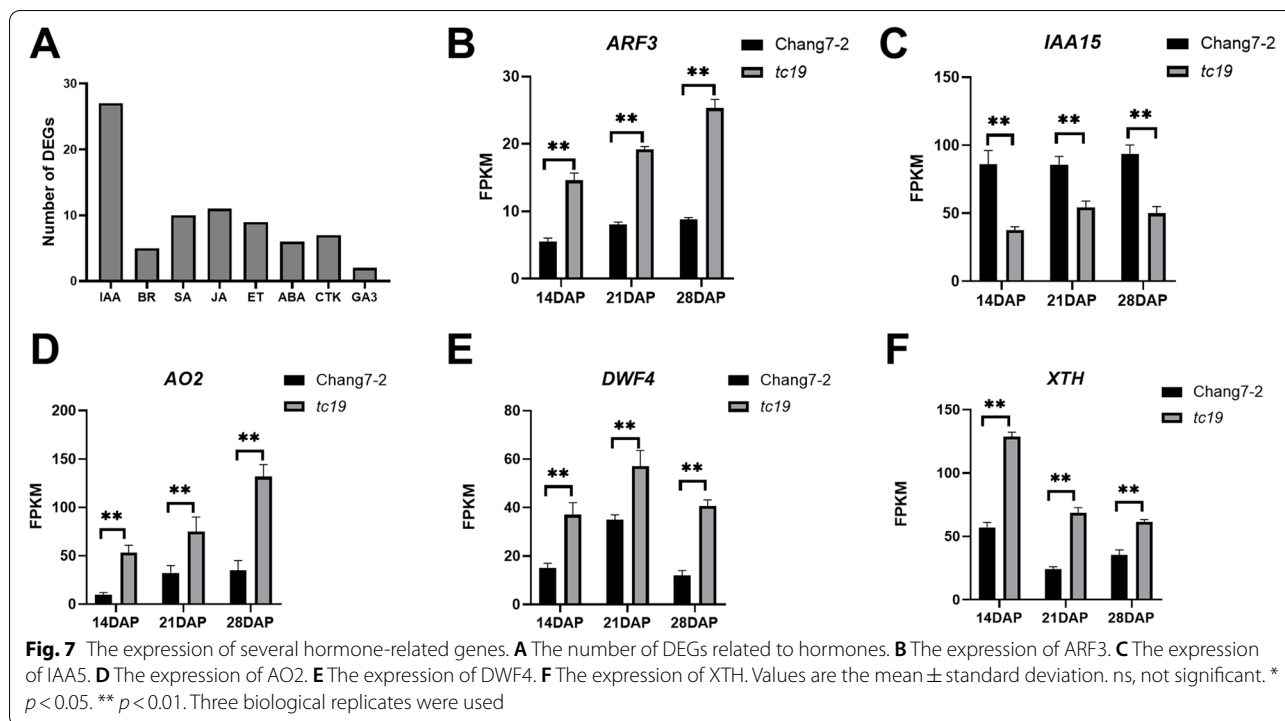 A
Number of DEGs
30
20
10
0
IAA BR SA JA ET ABA CTK GA3
B
ARF3
Chang7-2
tc19
FPKM
30
20
10
0
**
**
**
14DAP 21DAP 28DAP
C
IAA15
Chang7-2
tc19
FPKM
150
100
50
0
** ** **
14DAP 21DAP 28DAP
D
AO2
Chang7-2
tc19
FPKM
200
150
100
50
0
**
**
**
14DAP 21DAP 28DAP
E
DWF4
Chang7-2
tc19
FPKM
80
60
40
20
0
**
**
**
14DAP 21DAP 28DAP
F
XTH
Chang7-2
tc19
FPKM
150
100
50
0
**
**
**
14DAP 21DAP 28DAP
Fig. 7 The expression of several hormone-related genes. A The number of DEGs related to hormones. B The expression of ARF3. C The expression
of IAA5. D The expression of AO2. E The expression of DWF4. F The expression of XTH. Values are the mean ± standard deviation. ns, not significant. *
p < 0.05. ** p < 0.01. Three biological replicates were used